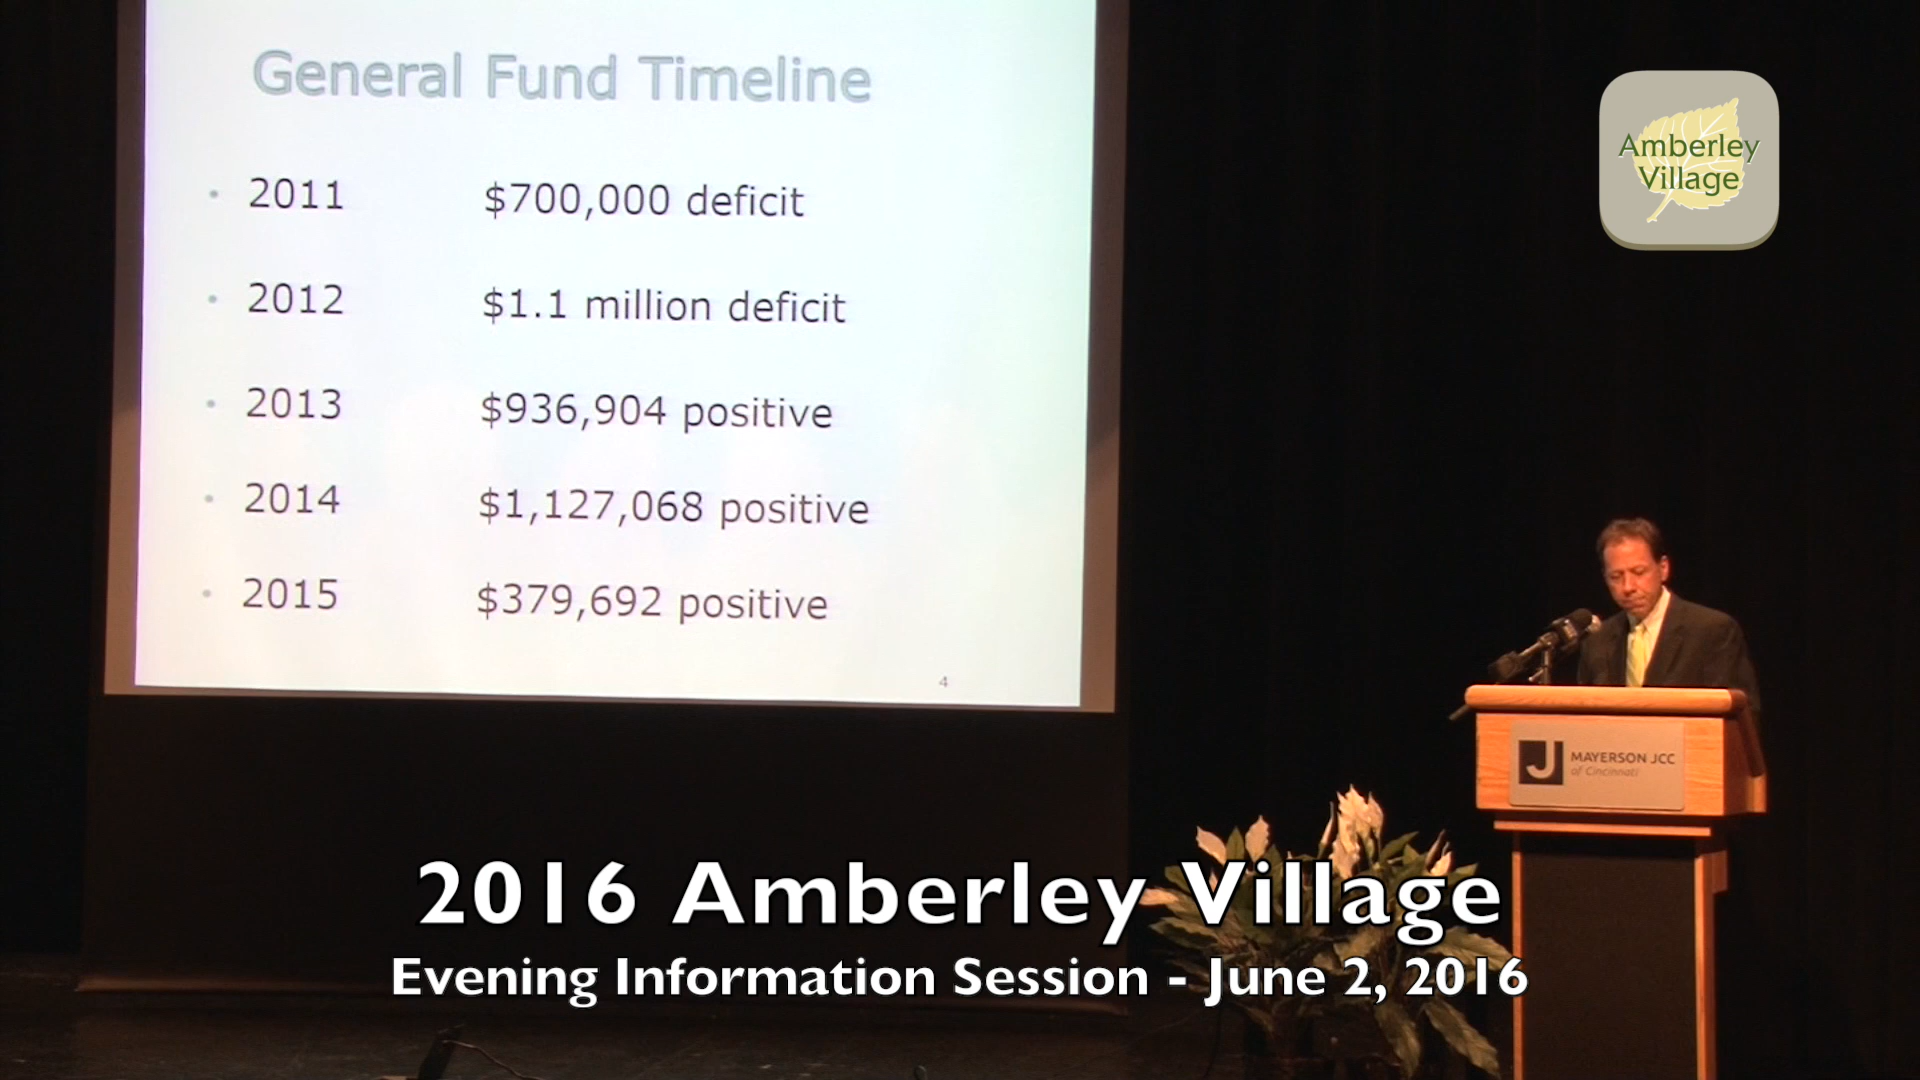 General Fund Timeline
• 2011 $700,000 deficit
• 2012 $1.1 million deficit
• 2013 $936,904 positive
• 2014 $1,127,068 positive
• 2015 $379,692 positive
4
Amberley
Village
J MAYERSON JCC
of Cincinnati
2016 Amberley Village
Evening Information Session - June 2, 2016